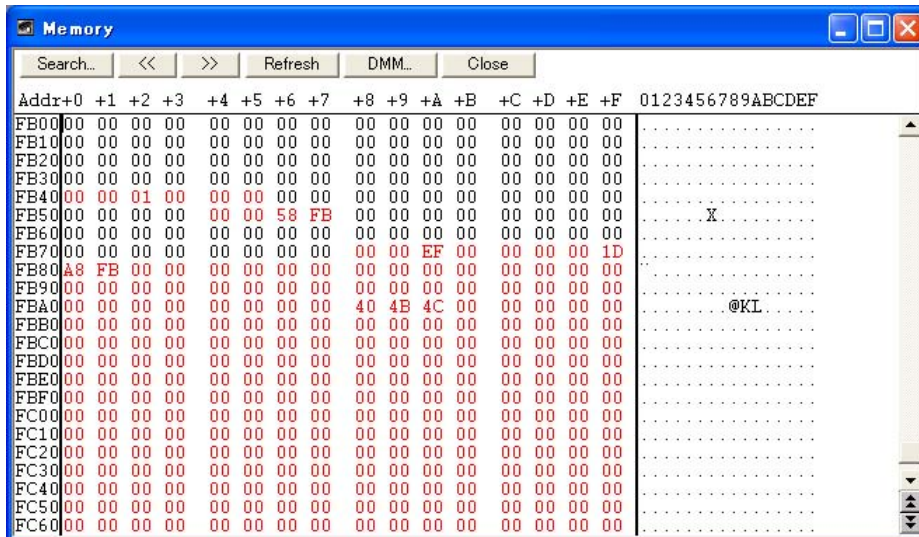 Memory
Search... << >> Refresh DMM... Close
Addr+0 +1 +2 +3 +4 +5 +6 +7 +8 +9 +A +B +C +D +E +F 0123456789ABCDEF
FB00 00 00 00 00 00 00 00 00 00 00 00 00 00 00 00 00 ................
FB10 00 00 00 00 00 00 00 00 00 00 00 00 00 00 00 00 ................
FB20 00 00 00 00 00 00 00 00 00 00 00 00 00 00 00 00 ................
FB30 00 00 00 00 00 00 00 00 00 00 00 00 00 00 00 00 ................
FB40 00 00 01 00 00 00 00 00 00 00 00 00 00 00 00 00 ................
FB50 00 00 00 00 00 00 58 FB 00 00 00 00 00 00 00 00 ......X.........
FB60 00 00 00 00 00 00 00 00 00 00 00 00 00 00 00 00 ................
FB70 00 00 00 00 00 00 00 00 00 00 EF 00 00 00 00 1D ................
FB80 A8 FB 00 00 00 00 00 00 00 00 00 00 00 00 00 00 ¨...............
FB90 00 00 00 00 00 00 00 00 00 00 00 00 00 00 00 00 ................
FBA0 00 00 00 00 00 00 00 00 40 4B 4C 00 00 00 00 00 ........@KL.....
FBB0 00 00 00 00 00 00 00 00 00 00 00 00 00 00 00 00 ................
FBC0 00 00 00 00 00 00 00 00 00 00 00 00 00 00 00 00 ................
FBD0 00 00 00 00 00 00 00 00 00 00 00 00 00 00 00 00 ................
FBE0 00 00 00 00 00 00 00 00 00 00 00 00 00 00 00 00 ................
FBF0 00 00 00 00 00 00 00 00 00 00 00 00 00 00 00 00 ................
FC00 00 00 00 00 00 00 00 00 00 00 00 00 00 00 00 00 ................
FC10 00 00 00 00 00 00 00 00 00 00 00 00 00 00 00 00 ................
FC20 00 00 00 00 00 00 00 00 00 00 00 00 00 00 00 00 ................
FC30 00 00 00 00 00 00 00 00 00 00 00 00 00 00 00 00 ................
FC40 00 00 00 00 00 00 00 00 00 00 00 00 00 00 00 00 ................
FC50 00 00 00 00 00 00 00 00 00 00 00 00 00 00 00 00 ................
FC60 00 00 00 00 00 00 00 00 00 00 00 00 00 00 00 00 ................